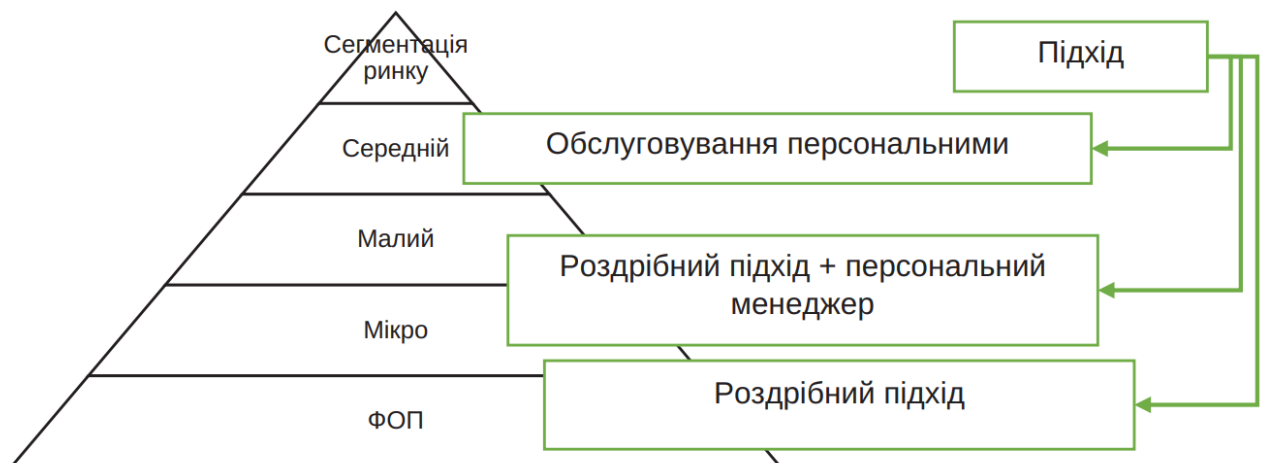 Сегментація
ринку
Підхід
Середній
Обслуговування персональними
Малий
Роздрібний підхід + персональний
менеджер
Мікро
Роздрібний підхід
ФОП